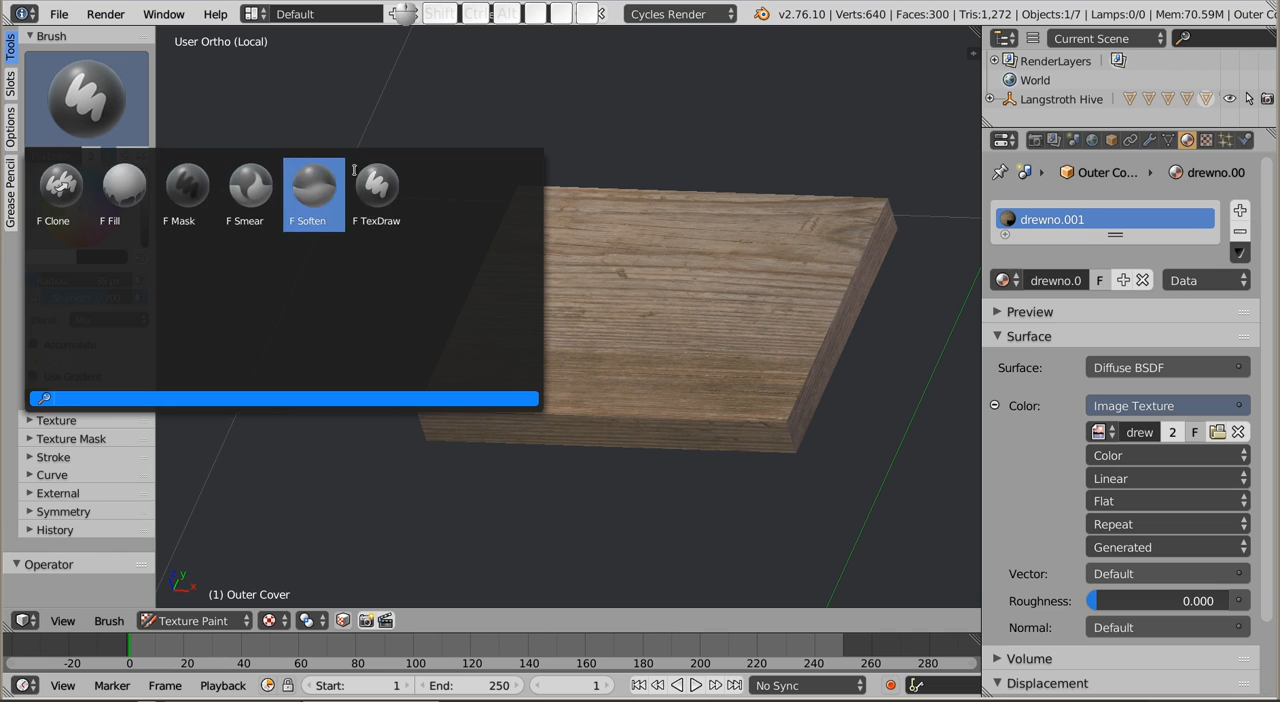 File Render Window Help Default Shift Ctrl Alt Cycles Render v2.76.10 | Verts:640 | Faces:300 | Tris:1,272 | Objects:1/7 | Lamps:0/0 | Mem:70.59M | Outer C
Tools
Slots
Options
Grease Pencil
Brush
User Ortho (Local)
F Clone F Fill F Mask F Smear F Soften F TexDraw
Accumulate
Use Gradient
Texture
Texture Mask
Stroke
Curve
External
Symmetry
History
Operator
y
x
(1) Outer Cover
View Brush Texture Paint
-20 0 20 40 60 80 100 120 140 160 180 200 220 240 260 280
View Marker Frame Playback Start: 1 End: 250 1 No Sync
Current Scene
RenderLayers |
World
Langstroth Hive |
Outer Co... drewno.00
drewno.001
drewno.0 F Data
Preview
Surface
Surface: Diffuse BSDF
Color: Image Texture
drew 2 F
Color
Linear
Flat
Repeat
Generated
Vector: Default
Roughness: 0.000
Normal: Default
Volume
Displacement